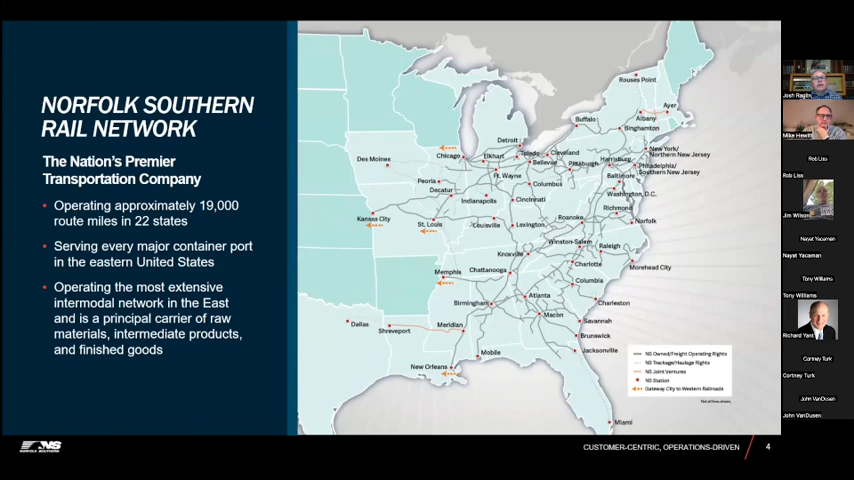 NORFOLK SOUTHERN
RAIL NETWORK
The Nation's Premier
Transportation Company
• Operating approximately 19,000
route miles in 22 states
• Serving every major container port
in the eastern United States
• Operating the most extensive
intermodal network in the East
and is a principal carrier of raw
materials, intermediate products,
and finished goods
Rouses Point
Ayer
Albany
Buffalo
Binghamton
Detroit
Toledo
Cleveland
New York/
Northern New Jersey
Des Moines
Chicago
Elkhart
Bellevue
Pittsburgh
Harrisburg
Philadelphia/
Southern New Jersey
Ft. Wayne
Baltimore
Peoria
Columbus
Decatur
Washington, D.C.
Indianapolis
Cincinnati
Richmond
Kansas City
St. Louis
Louisville
Lexington
Roanoke
Norfolk
Winston-Salem
Raleigh
Knoxville
Charlotte
Morehead City
Memphis
Chattanooga
Columbia
Atlanta
Birmingham
Charleston
Macon
Dallas
Shreveport
Meridian
Savannah
Brunswick
Mobile
Jacksonville
New Orleans
Miami
NS Owned/Freight Operating Rights
NS Trackage/Haulage Rights
NS Joint Ventures
NS Station
Gateway City to Western Railroads
Not all lines shown.
NS
NORFOLK SOUTHERN
CUSTOMER-CENTRIC, OPERATIONS-DRIVEN
4
Josh Raglin
Mike Hewitt
Rob Liss
Rob Liss
Jim Wilson
Nayat Yacaman
Nayat Yacaman
Tony Williams
Tony Williams
Richard Yant
Cortney Turk
Cortney Turk
John VanDusen
John VanDusen